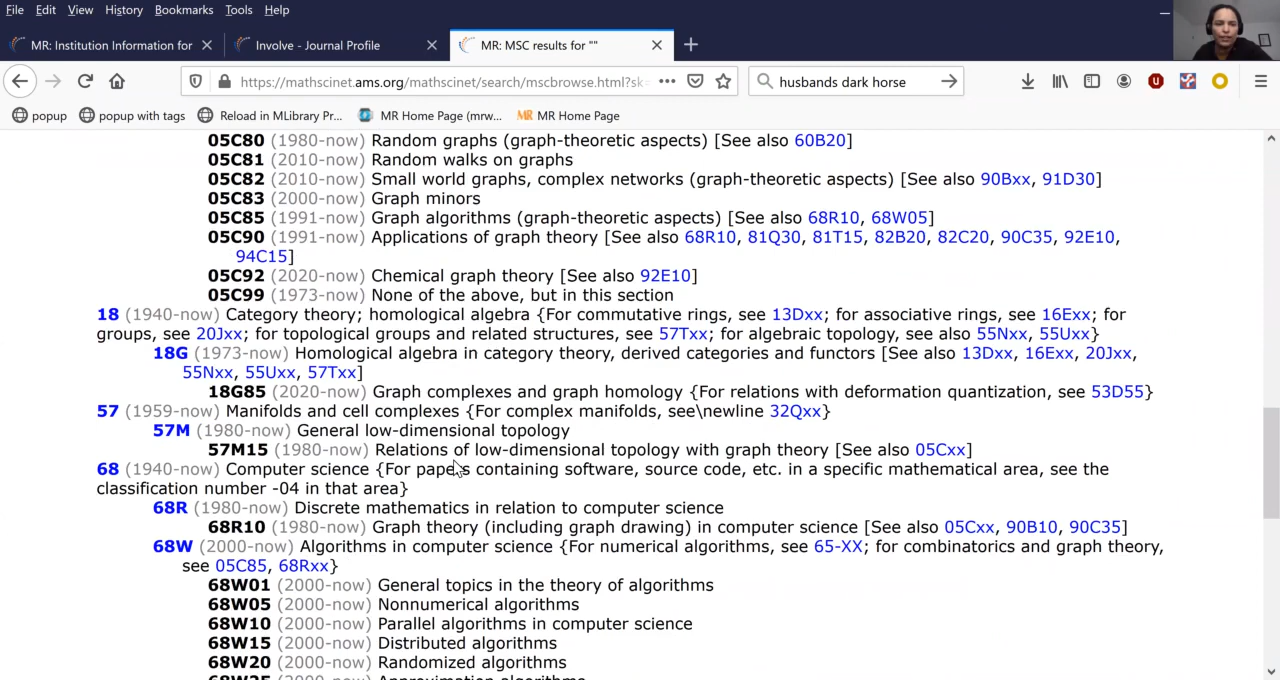 File Edit View History Bookmarks Tools Help
MR: Institution Information for
Involve - Journal Profile
MR: MSC results for ""
https://mathscinet.ams.org/mathscinet/search/mscbrowse.html?sk
husbands dark horse
popup popup with tags Reload in MLibrary Pr... MR Home Page (mrw... MR MR Home Page
05C80 (1980-now) Random graphs (graph-theoretic aspects) [See also 60B20]
05C81 (2010-now) Random walks on graphs
05C82 (2010-now) Small world graphs, complex networks (graph-theoretic aspects) [See also 90Bxx, 91D30]
05C83 (2000-now) Graph minors
05C85 (1991-now) Graph algorithms (graph-theoretic aspects) [See also 68R10, 68W05]
05C90 (1991-now) Applications of graph theory [See also 68R10, 81Q30, 81T15, 82B20, 82C20, 90C35, 92E10,
94C15]
05C92 (2020-now) Chemical graph theory [See also 92E10]
05C99 (1973-now) None of the above, but in this section
18 (1940-now) Category theory; homological algebra {For commutative rings, see 13Dxx; for associative rings, see 16Exx; for
groups, see 20Jxx; for topological groups and related structures, see 57Txx; for algebraic topology, see also 55Nxx, 55Uxx}
18G (1973-now) Homological algebra in category theory, derived categories and functors [See also 13Dxx, 16Exx, 20Jxx,
55Nxx, 55Uxx, 57Txx]
18G85 (2020-now) Graph complexes and graph homology {For relations with deformation quantization, see 53D55}
57 (1959-now) Manifolds and cell complexes {For complex manifolds, see\newline 32Qxx}
57M (1980-now) General low-dimensional topology
57M15 (1980-now) Relations of low-dimensional topology with graph theory [See also 05Cxx]
68 (1940-now) Computer science {For papers containing software, source code, etc. in a specific mathematical area, see the
classification number -04 in that area}
68R (1980-now) Discrete mathematics in relation to computer science
68R10 (1980-now) Graph theory (including graph drawing) in computer science [See also 05Cxx, 90B10, 90C35]
68W (2000-now) Algorithms in computer science {For numerical algorithms, see 65-XX; for combinatorics and graph theory,
see 05C85, 68Rxx}
68W01 (2000-now) General topics in the theory of algorithms
68W05 (2000-now) Nonnumerical algorithms
68W10 (2000-now) Parallel algorithms in computer science
68W15 (2000-now) Distributed algorithms
68W20 (2000-now) Randomized algorithms
68W25 (2000-now) Approximation algorithms